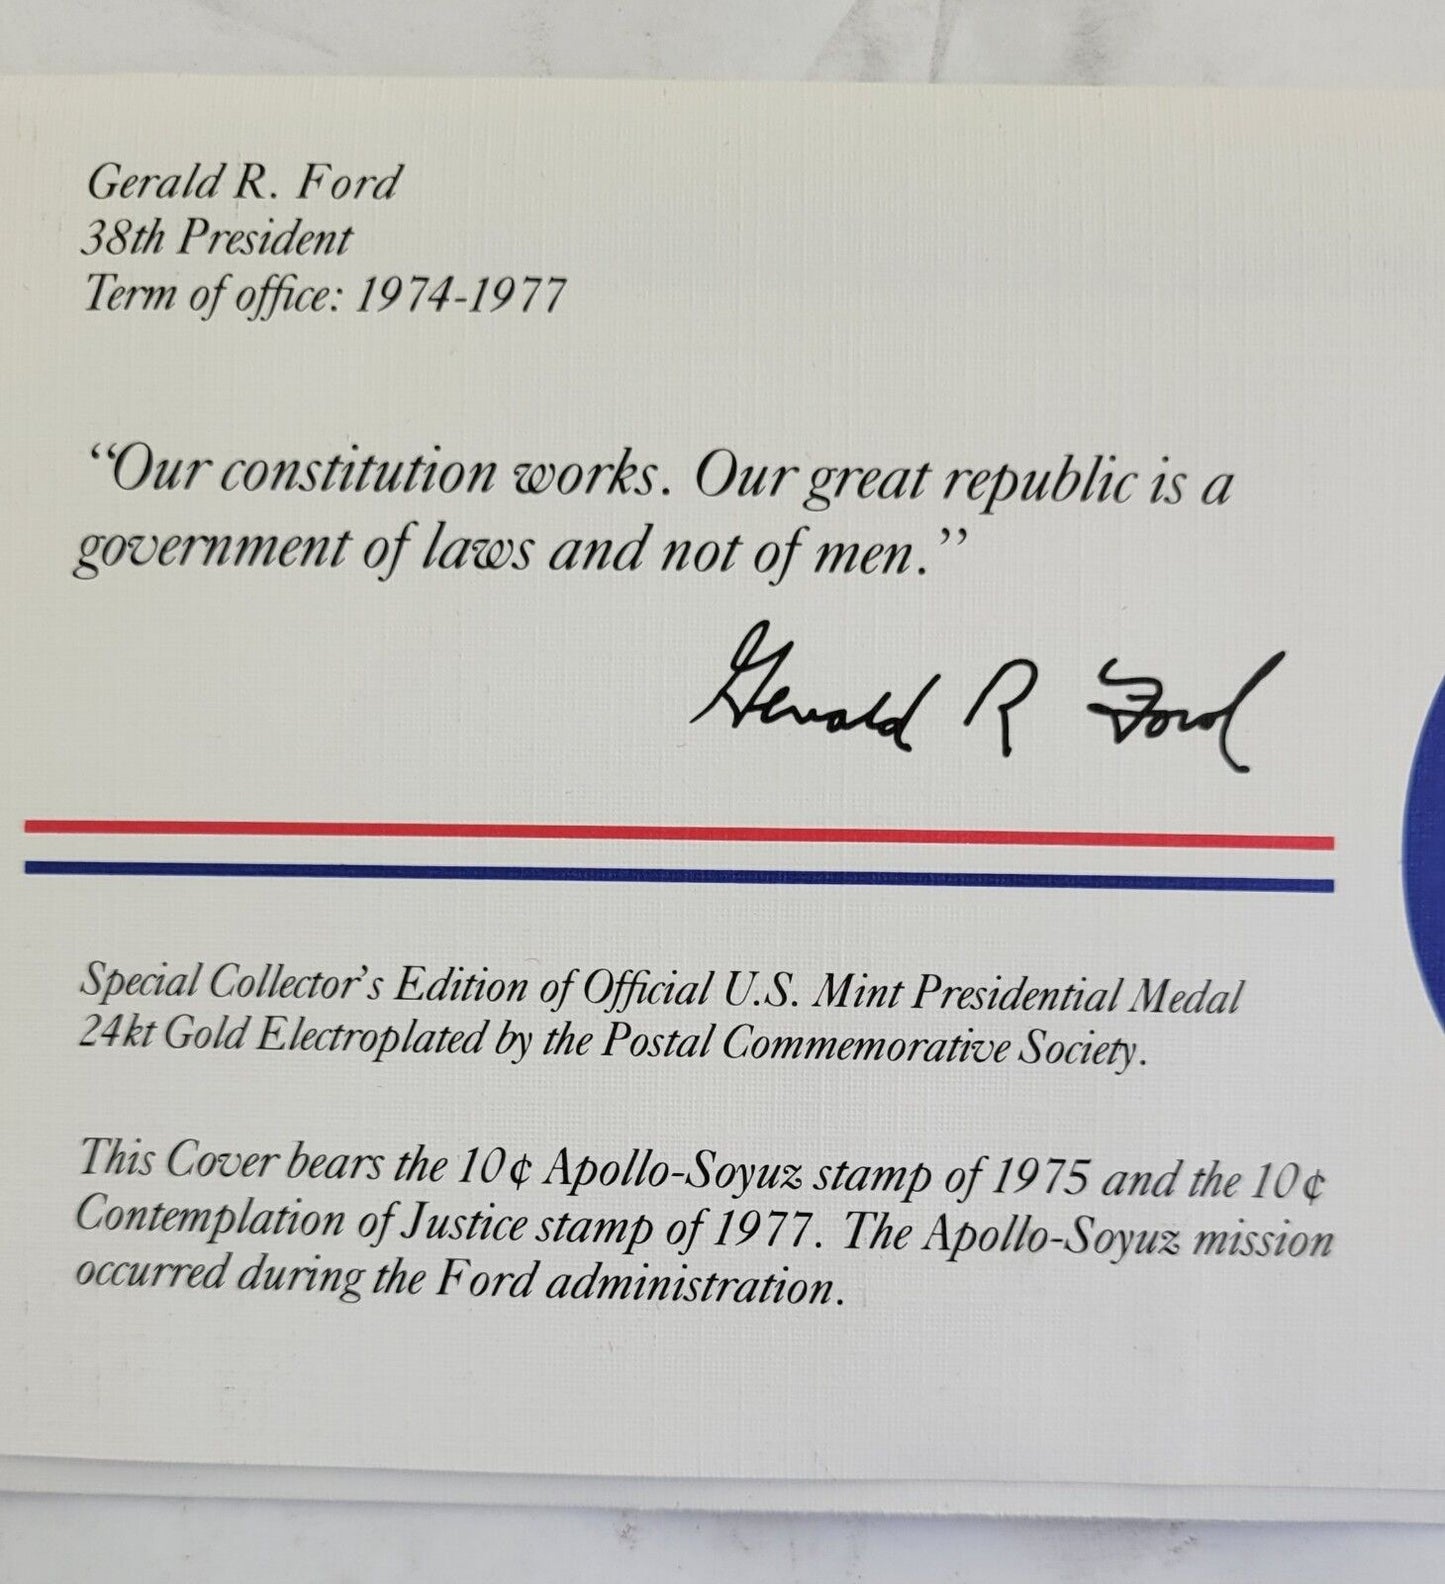 Gerald R. Ford
38th President
Term of office: 1974-1977
“Our constitution works. Our great republic is a
government of laws and not of men.”
Gerald R Ford
Special Collector’s Edition of Official U.S. Mint Presidential Medal
24kt Gold Electroplated by the Postal Commemorative Society.
This Cover bears the 10¢ Apollo-Soyuz stamp of 1975 and the 10¢
Contemplation of Justice stamp of 1977. The Apollo-Soyuz mission
occurred during the Ford administration.